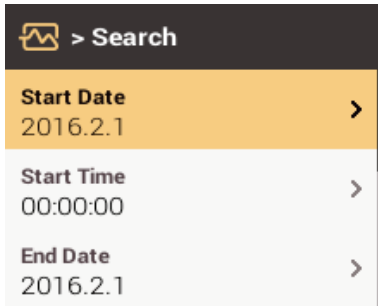 > Search
Start Date
2016.2.1
Start Time
00:00:00
End Date
2016.2.1